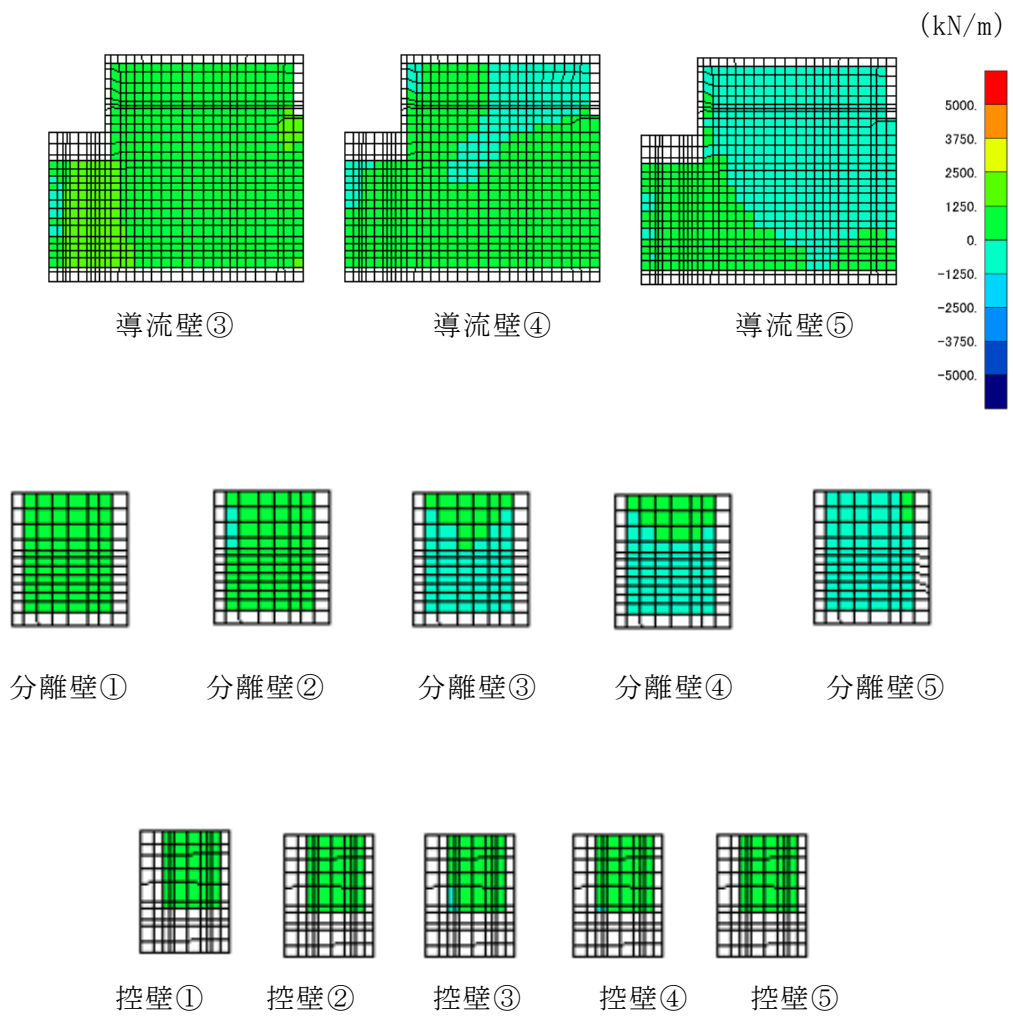 (kN/m)
5000.
3750.
2500.
1250.
0.
-1250.
-2500.
-3750.
-5000.
導流壁③
導流壁④
導流壁⑤
分離壁①
分離壁②
分離壁③
分離壁④
分離壁⑤
控壁①
控壁②
控壁③
控壁④
控壁⑤